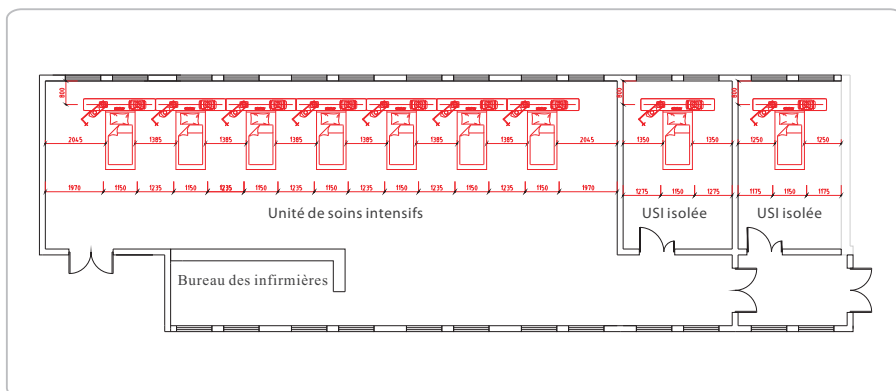 800 800 800
2045 1385 1385 1385 1385 1385 1385 2045 1350 1350 1250 1250
1970 1150 1235 1150 1235 1150 1235 1150 1235 1150 1235 1150 1235 1150 1970 1275 1150 1275 1175 1150 1175
Unité de soins intensifs USI isolée USI isolée
Bureau des infirmières